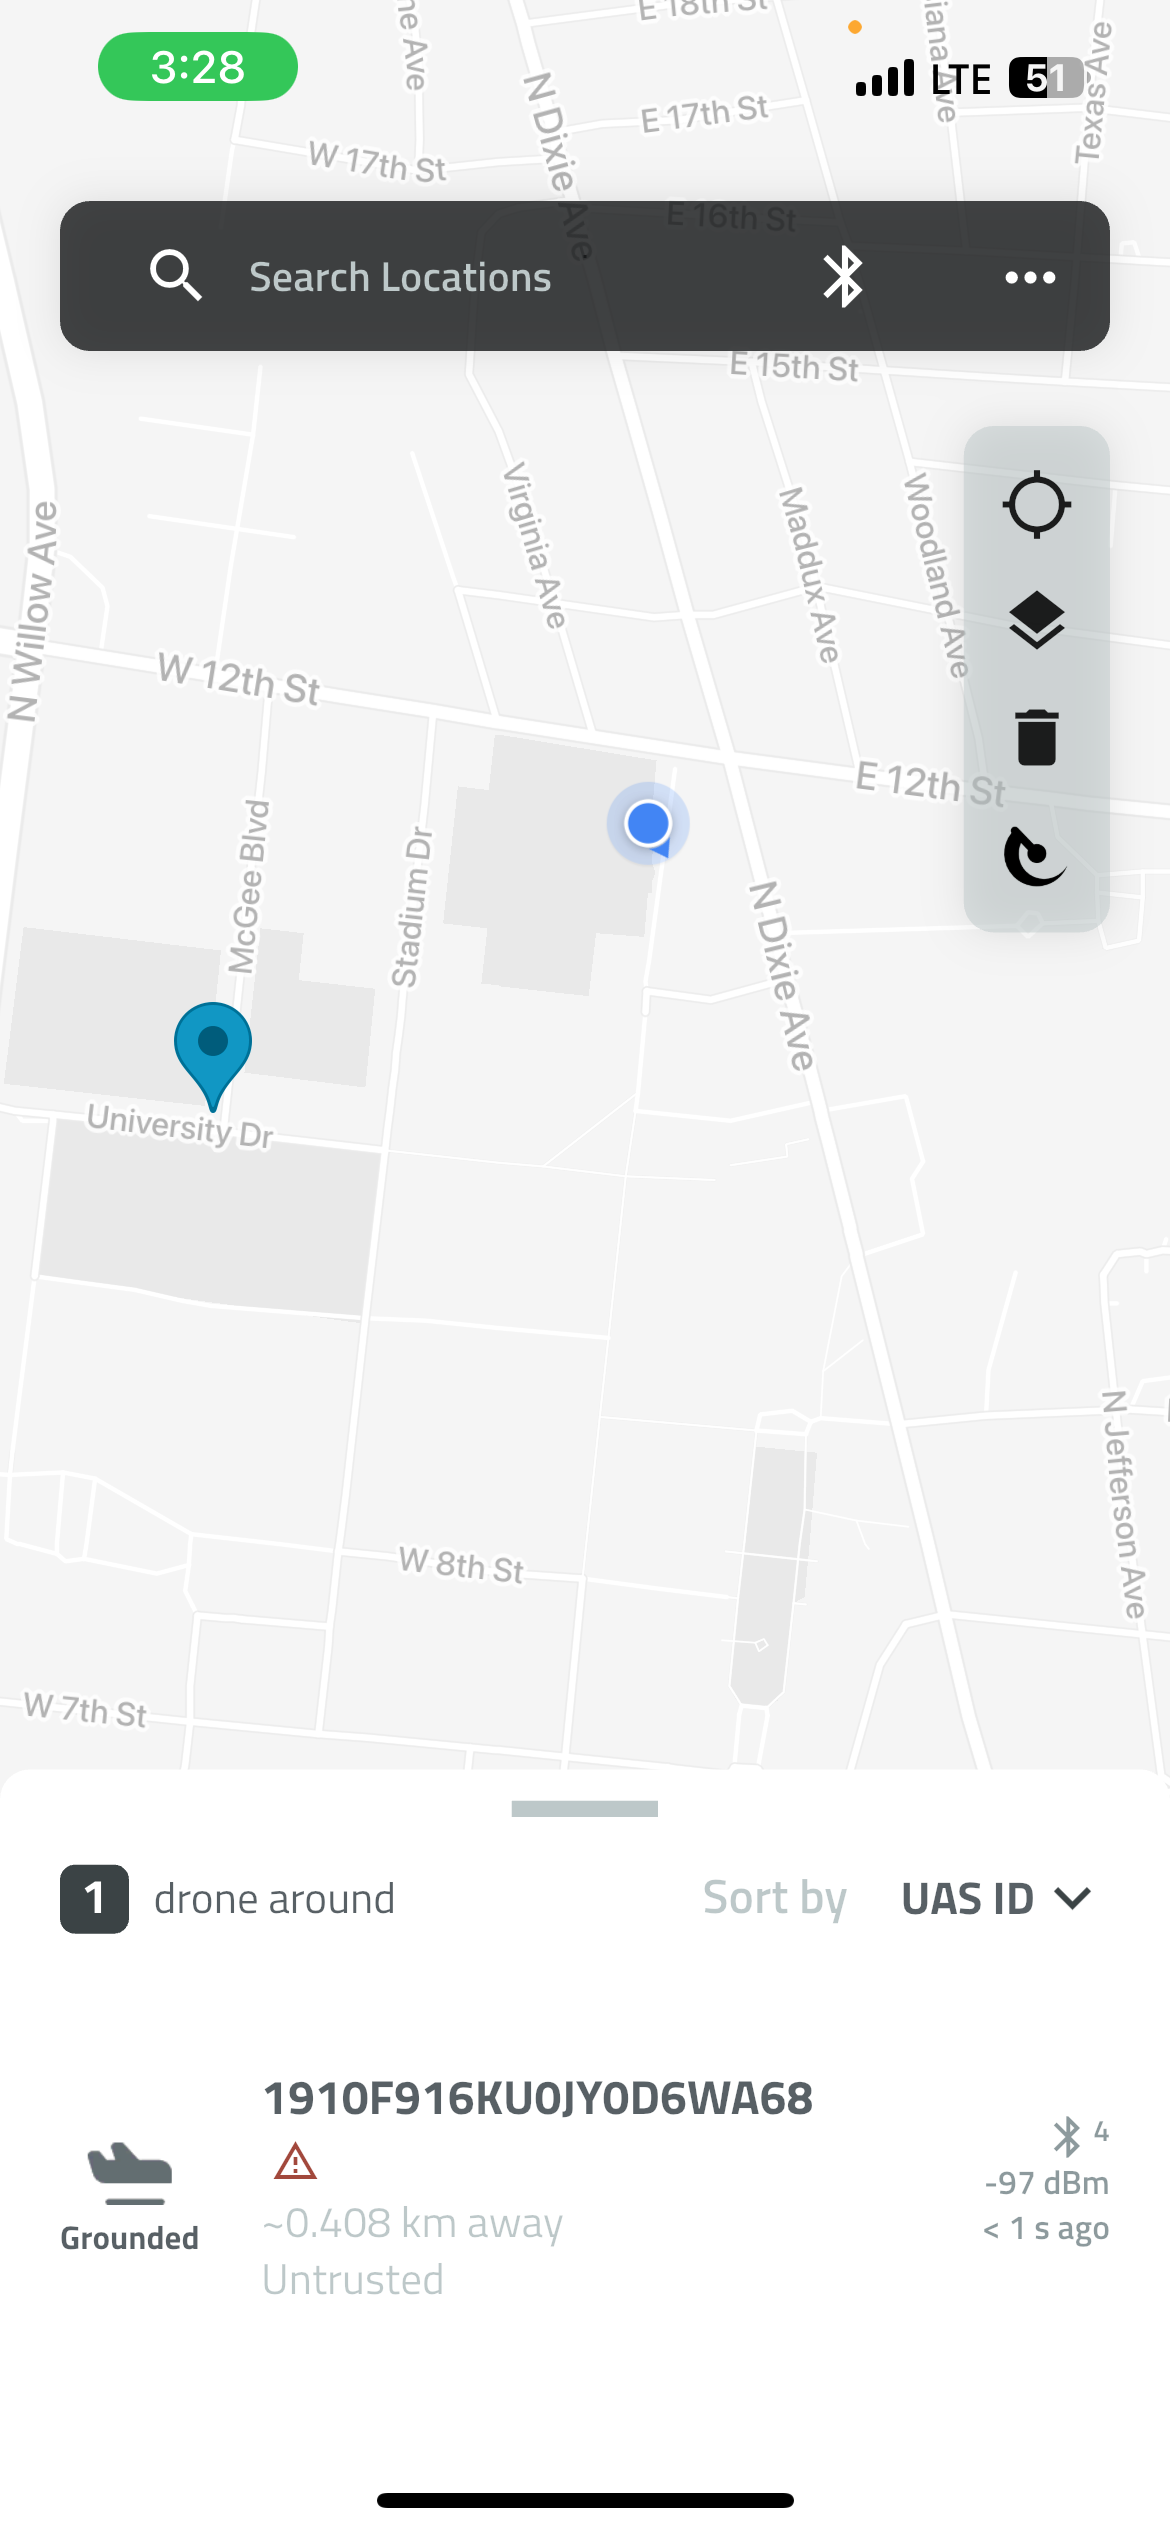 E 18th St
3:28
LTE
51
ne Ave
iana Ave
Texas Ave
N Dixie Ave
E 17th St
W 17th St
E 16th St
Search Locations
E 15th St
Virginia Ave
Maddux Ave
Woodland Ave
N Willow Ave
W 12th St
E 12th St
McGee Blvd
Stadium Dr
N Dixie Ave
University Dr
N Jefferson Ave
W 8th St
W 7th St
1 drone around
Sort by UAS ID
1910F916KU0JY0D6WA68
4
-97 dBm
~0.408 km away
< 1 s ago
Grounded
Untrusted